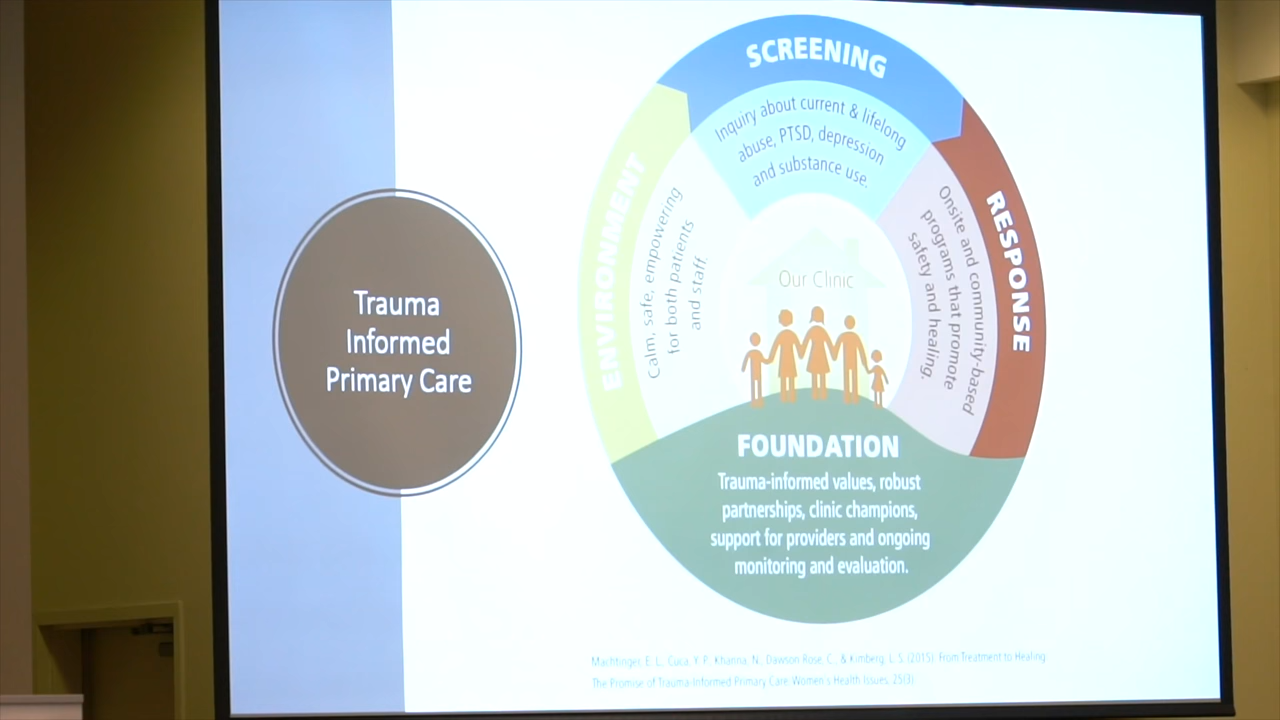 Trauma
Informed
Primary Care
SCREENING
Inquiry about current & lifelong
abuse, PTSD, depression
and substance use.
ENVIRONMENT
Calm, safe, empowering
for both patients
and staff.
RESPONSE
Onsite and community-based
programs that promote
safety and healing.
Our Clinic
FOUNDATION
Trauma-informed values, robust
partnerships, clinic champions,
support for providers and ongoing
monitoring and evaluation.
Machtinger, E. L., Cuca, Y. P., Khanna, N., Dawson Rose, C., & Kimberg, L. S. (2015). From Treatment to Healing:
The Promise of Trauma-Informed Primary Care. Women's Health Issues, 25(3)